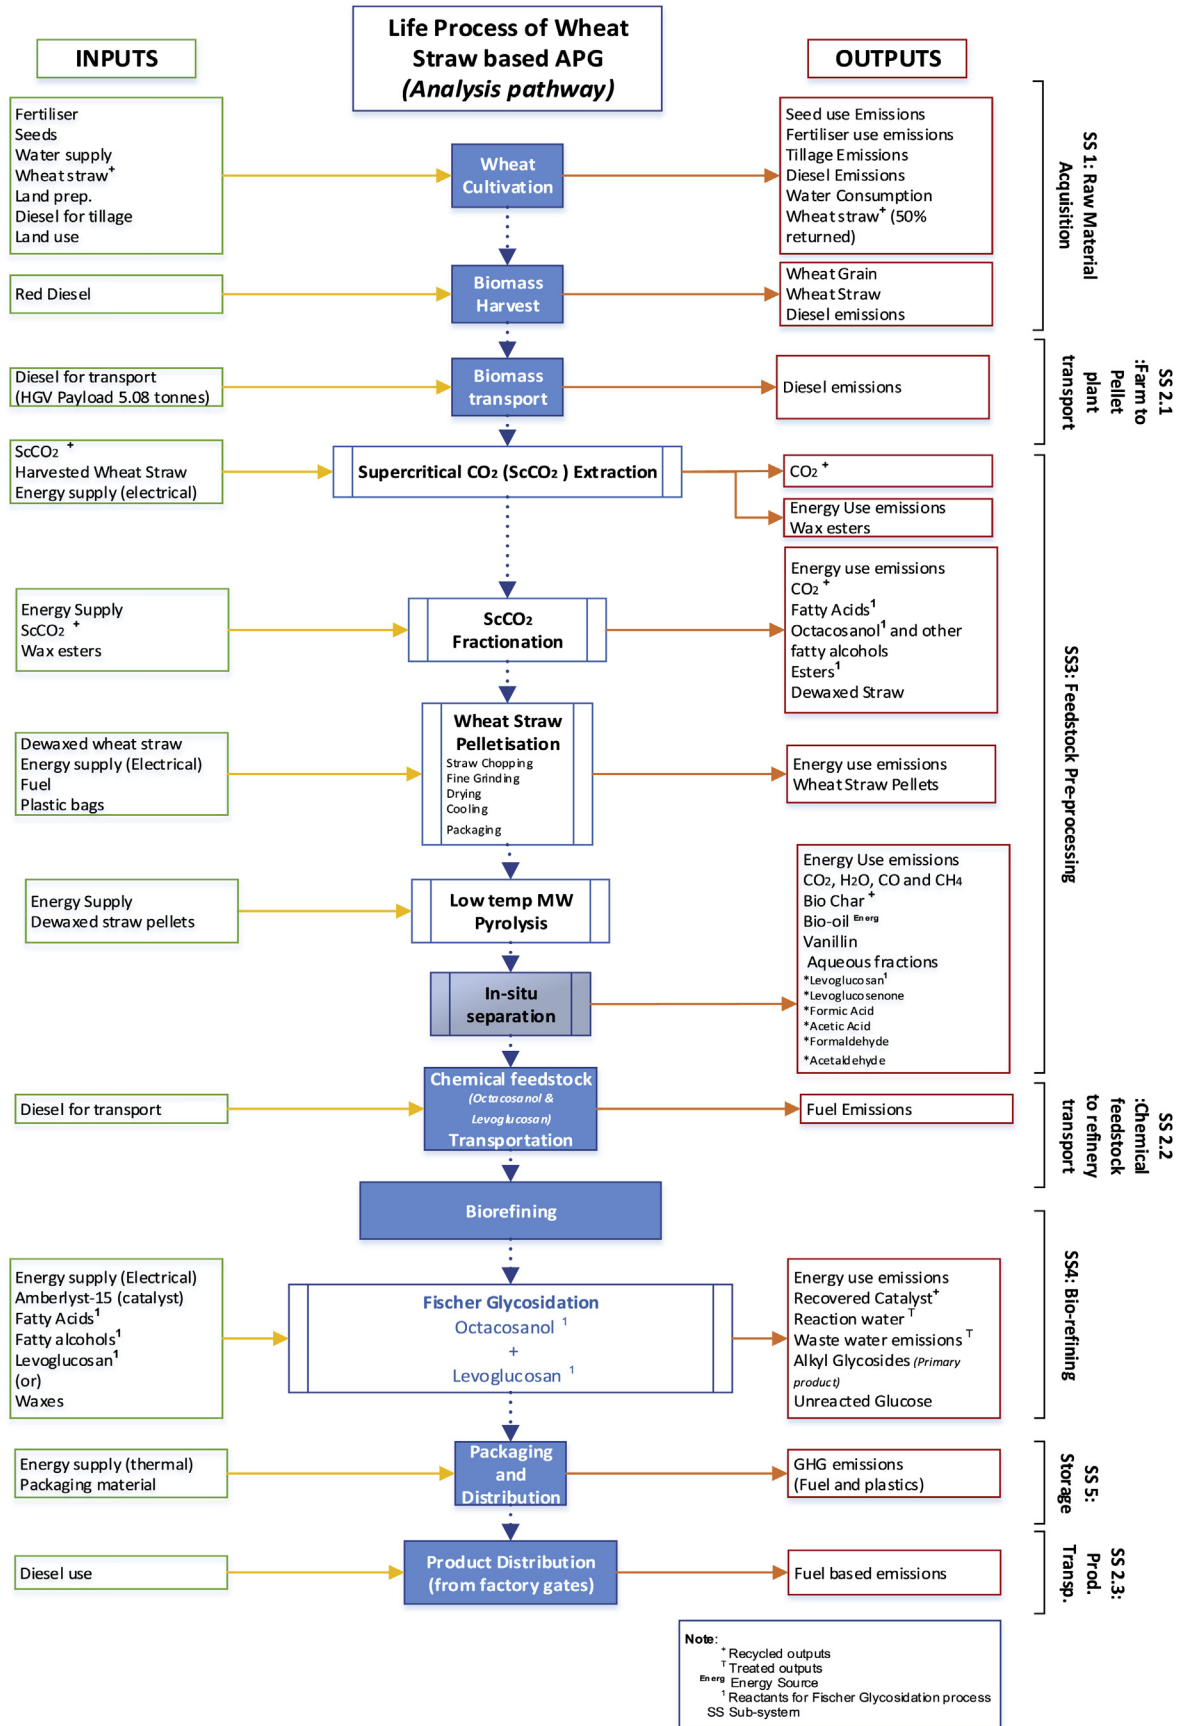 Life Process of Wheat
Straw based APG
(Analysis pathway)
INPUTS
OUTPUTS
Fertiliser
Seeds
Water supply
Wheat straw⁺
Land prep.
Diesel for tillage
Land use
Wheat
Cultivation
Seed use Emissions
Fertiliser use emissions
Tillage Emissions
Diesel Emissions
Water Consumption
Wheat straw⁺ (50%
returned)
SS 1: Raw Material
Acquisition
Red Diesel
Biomass
Harvest
Wheat Grain
Wheat Straw
Diesel emissions
Diesel for transport
(HGV Payload 5.08 tonnes)
Biomass
transport
Diesel emissions
SS 2.1
:Farm to
Pellet
plant
transport
ScCO₂ ⁺
Harvested Wheat Straw
Energy supply (electrical)
Supercritical CO₂ (ScCO₂ ) Extraction
CO₂ ⁺
Energy Use emissions
Wax esters
Energy Supply
ScCO₂ ⁺
Wax esters
ScCO₂
Fractionation
Energy use emissions
CO₂ ⁺
Fatty Acids¹
Octacosanol¹ and other
fatty alcohols
Esters¹
Dewaxed Straw
SS3: Feedstock Pre-processing
Dewaxed wheat straw
Energy supply (Electrical)
Fuel
Plastic bags
Wheat Straw
Pelletisation
Straw Chopping
Fine Grinding
Drying
Cooling
Packaging
Energy use emissions
Wheat Straw Pellets
Energy Supply
Dewaxed straw pellets
Low temp MW
Pyrolysis
In-situ
separation
Energy Use emissions
CO₂, H₂O, CO and CH₄
Bio Char ⁺
Bio-oil Energ
Vanillin
Aqueous fractions
*Levoglucosan¹
*Levoglucosenone
*Formic Acid
*Acetic Acid
*Formaldehyde
*Acetaldehyde
Diesel for transport
Chemical feedstock
(Octacosanol &
Levoglucosan)
Transportation
Fuel Emissions
SS 2.2
:Chemical
feedstock
to refinery
transport
Biorefining
Energy supply (Electrical)
Amberlyst-15 (catalyst)
Fatty Acids¹
Fatty alcohols¹
Levoglucosan¹
(or)
Waxes
Fischer Glycosidation
Octacosanol ¹
+
Levoglucosan ¹
Energy use emissions
Recovered Catalyst⁺
Reaction water ᵀ
Waste water emissions ᵀ
Alkyl Glycosides (Primary
product)
Unreacted Glucose
SS4: Bio-refining
Energy supply (thermal)
Packaging material
Packaging
and
Distribution
GHG emissions
(Fuel and plastics)
SS 5:
Storage
Diesel use
Product Distribution
(from factory gates)
Fuel based emissions
SS 2.3:
Prod.
Transp.
Note:
⁺ Recycled outputs
ᵀ Treated outputs
Energ Energy Source
¹ Reactants for Fischer Glycosidation process
SS Sub-system